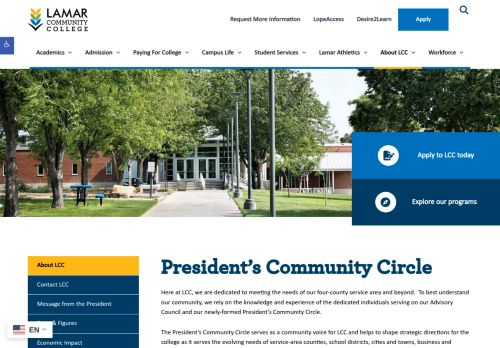 LAMAR
COMMUNITY
COLLEGE
Request More Information
LopeAccess
Desire2Learn
Apply
Academics
Admission
Paying For College
Campus Life
Student Services
Lamar Athletics
About LCC
Workforce
Apply to LCC today
Explore our programs
About LCC
Contact LCC
Message from the President
& Figures
Economic Impact
EN
President's Community Circle
Here at LCC, we are dedicated to meeting the needs of our four-county service area and beyond. To best understand
our community, we rely on the knowledge and experience of the dedicated individuals serving on our Advisory
Council and our newly-formed President's Community Circle.
The President's Community Circle serves as a community voice for LCC and helps to shape strategic directions for the
college as it serves the evolving needs of service-area counties, school districts, cities and towns, business and